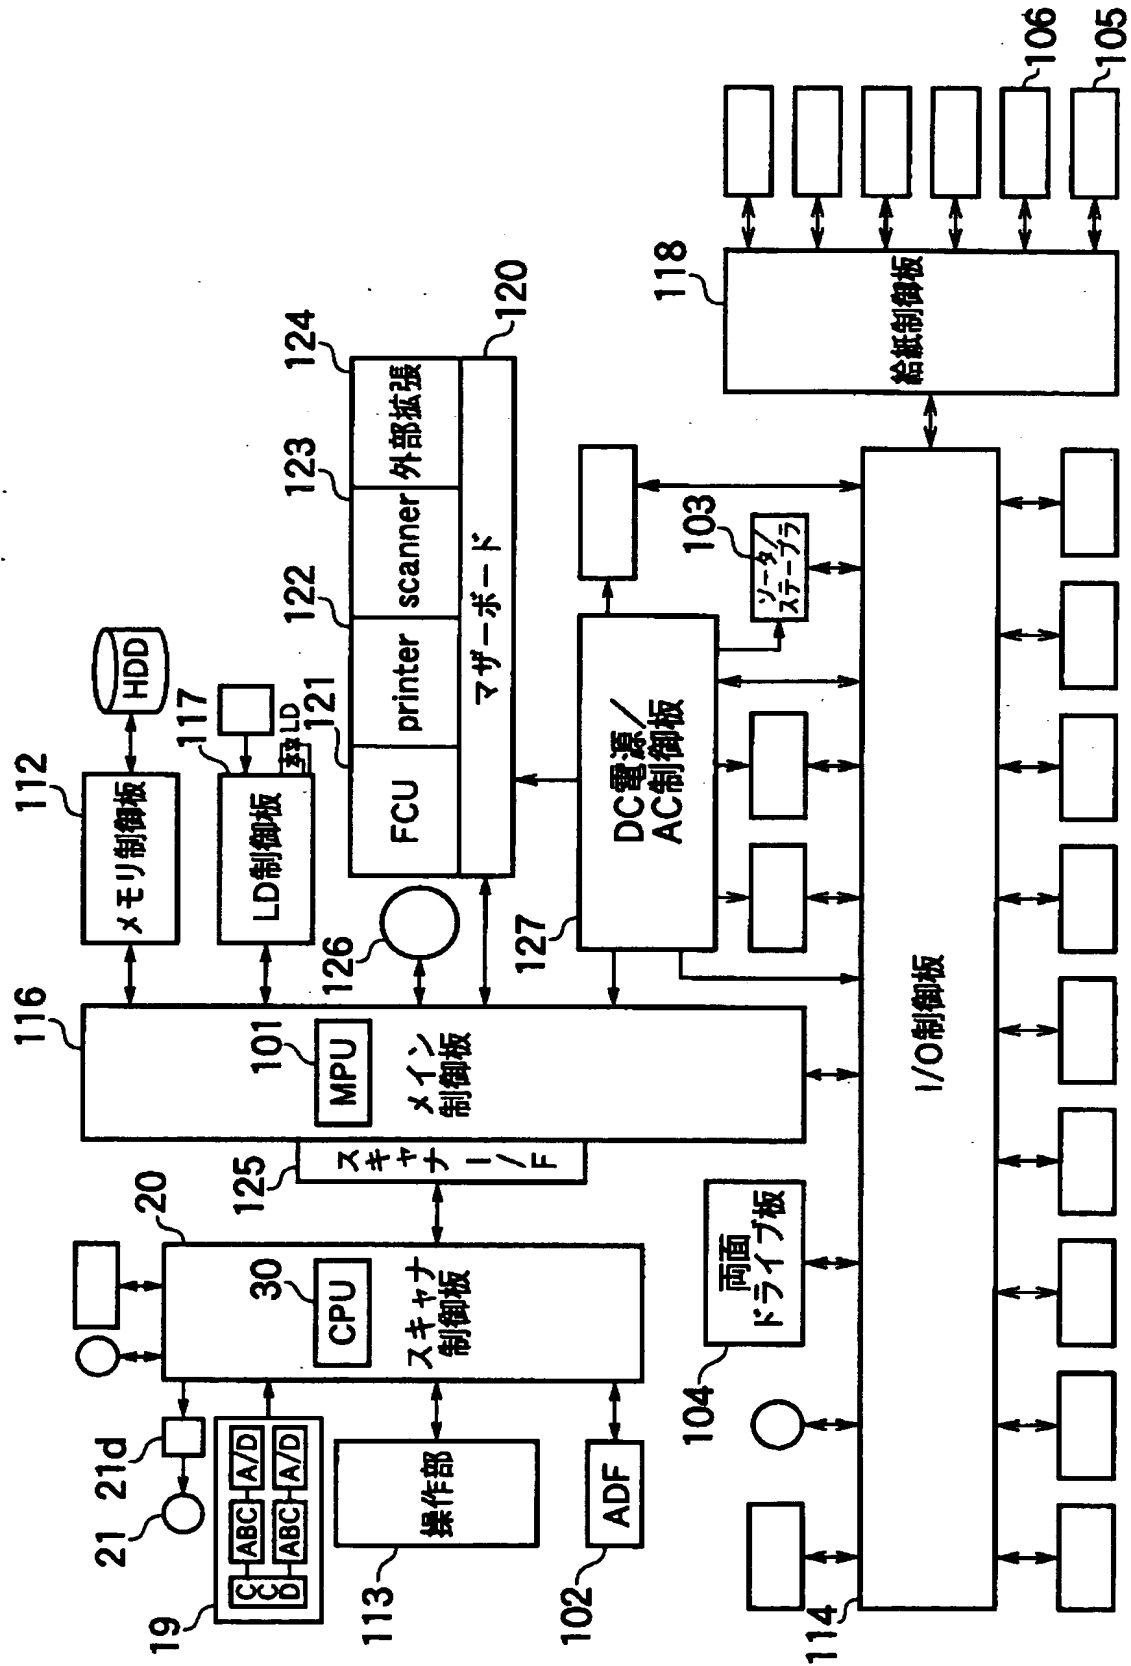 116
112
HDD
メモリ制御板
117
LD
LD制御板
本来
126
124
123
122
121
外部拡張
scanner
printer
FCU
120
マザーボード
101
MPU
メイン
制御板
125
スキャナI/F
20
30
CPU
スキャナ
制御板
21d
21
19
CCD
ABC
A/D
ABC
A/D
113
操作部
102
ADF
127
DC電源/
AC制御板
103
ソータ/
ステープラ
104
両面
ドライブ板
114
I/O制御板
118
給紙制御板
106
105